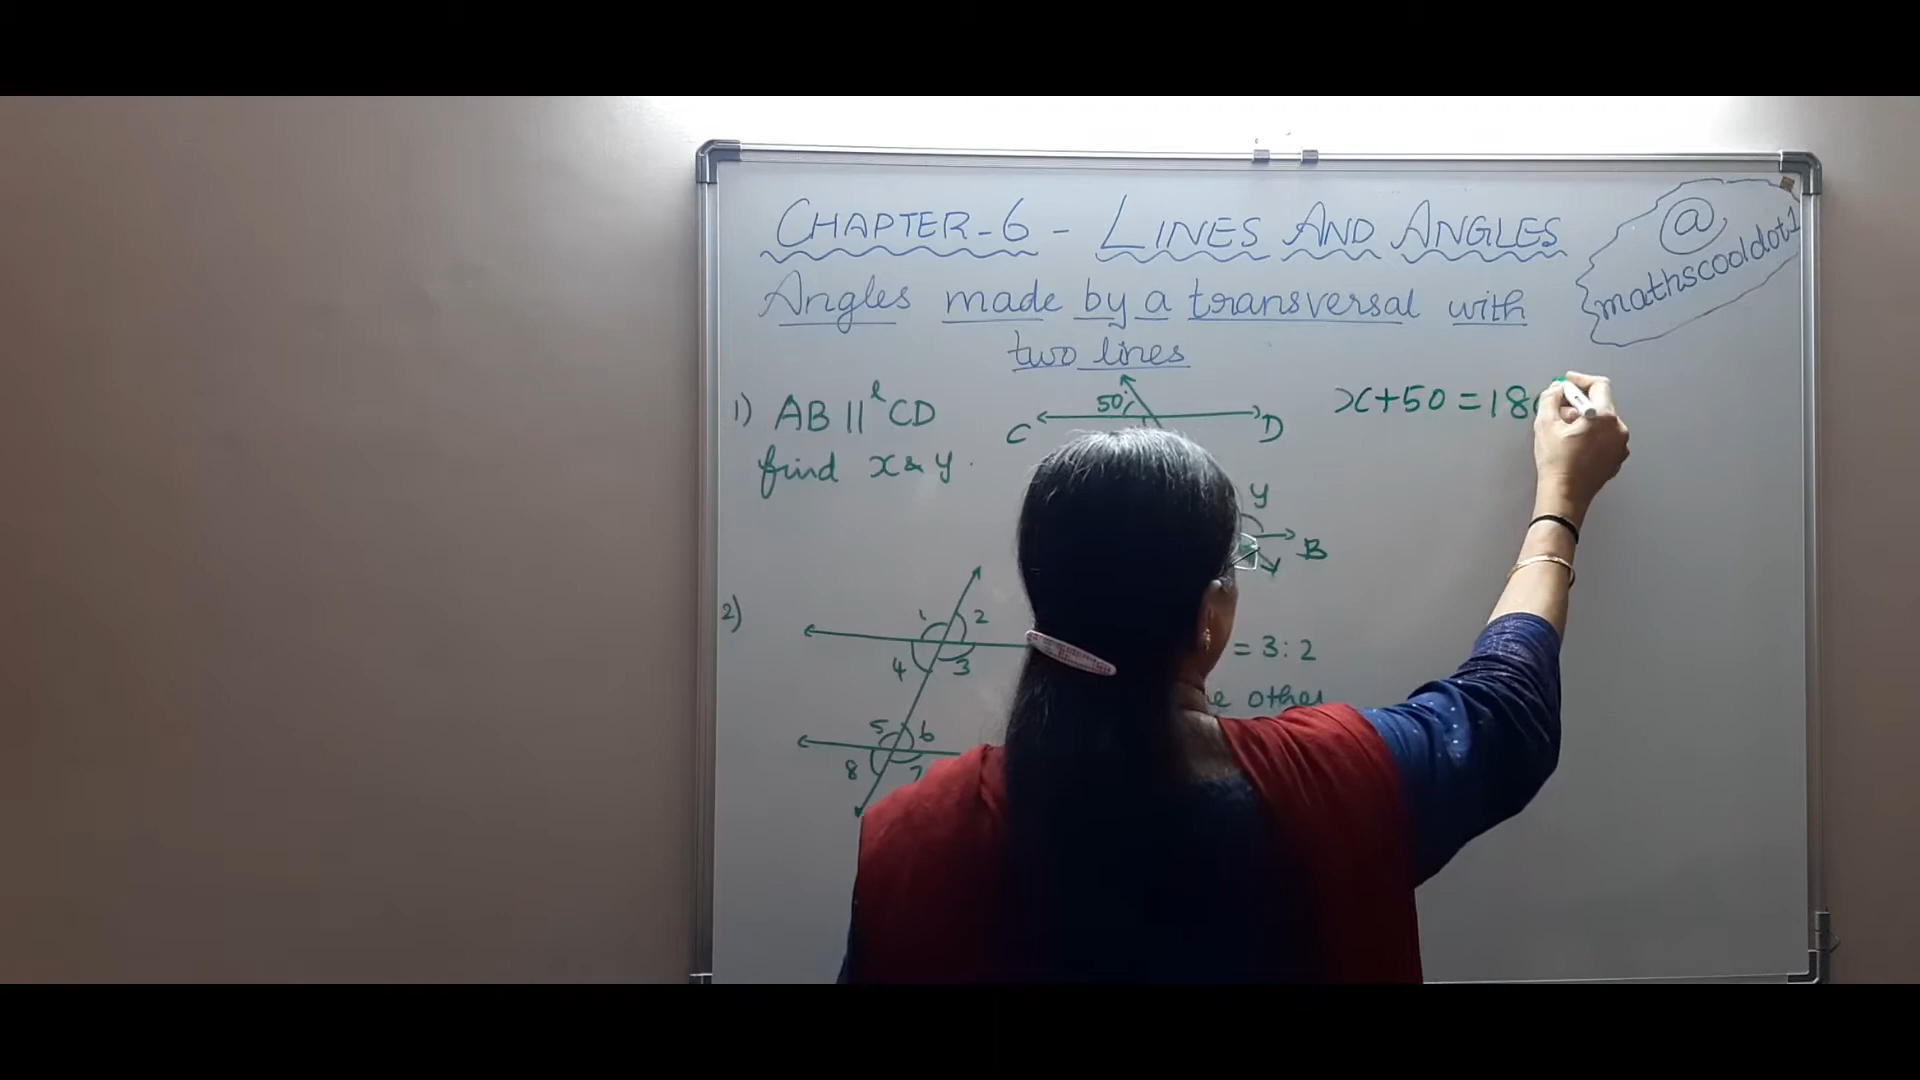 CHAPTER-6 - LINES AND ANGLES
@mathscooldot1
Angles made by a transversal with
two lines
1) AB ||ˡ CD
find x & y.
50°
C
D
x+50 = 18
y
B
2)
1
2
4
3
= 3:2
other
5
6
8
7